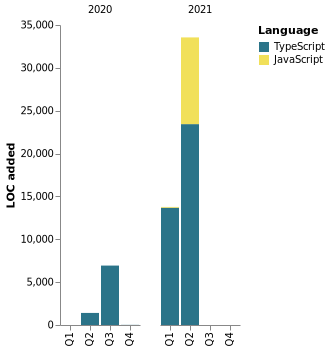 2020 2021
Language
TypeScript
JavaScript
LOC added
35,000
30,000
25,000
20,000
15,000
10,000
5,000
0
Q1 Q2 Q3 Q4 Q1 Q2 Q3 Q4